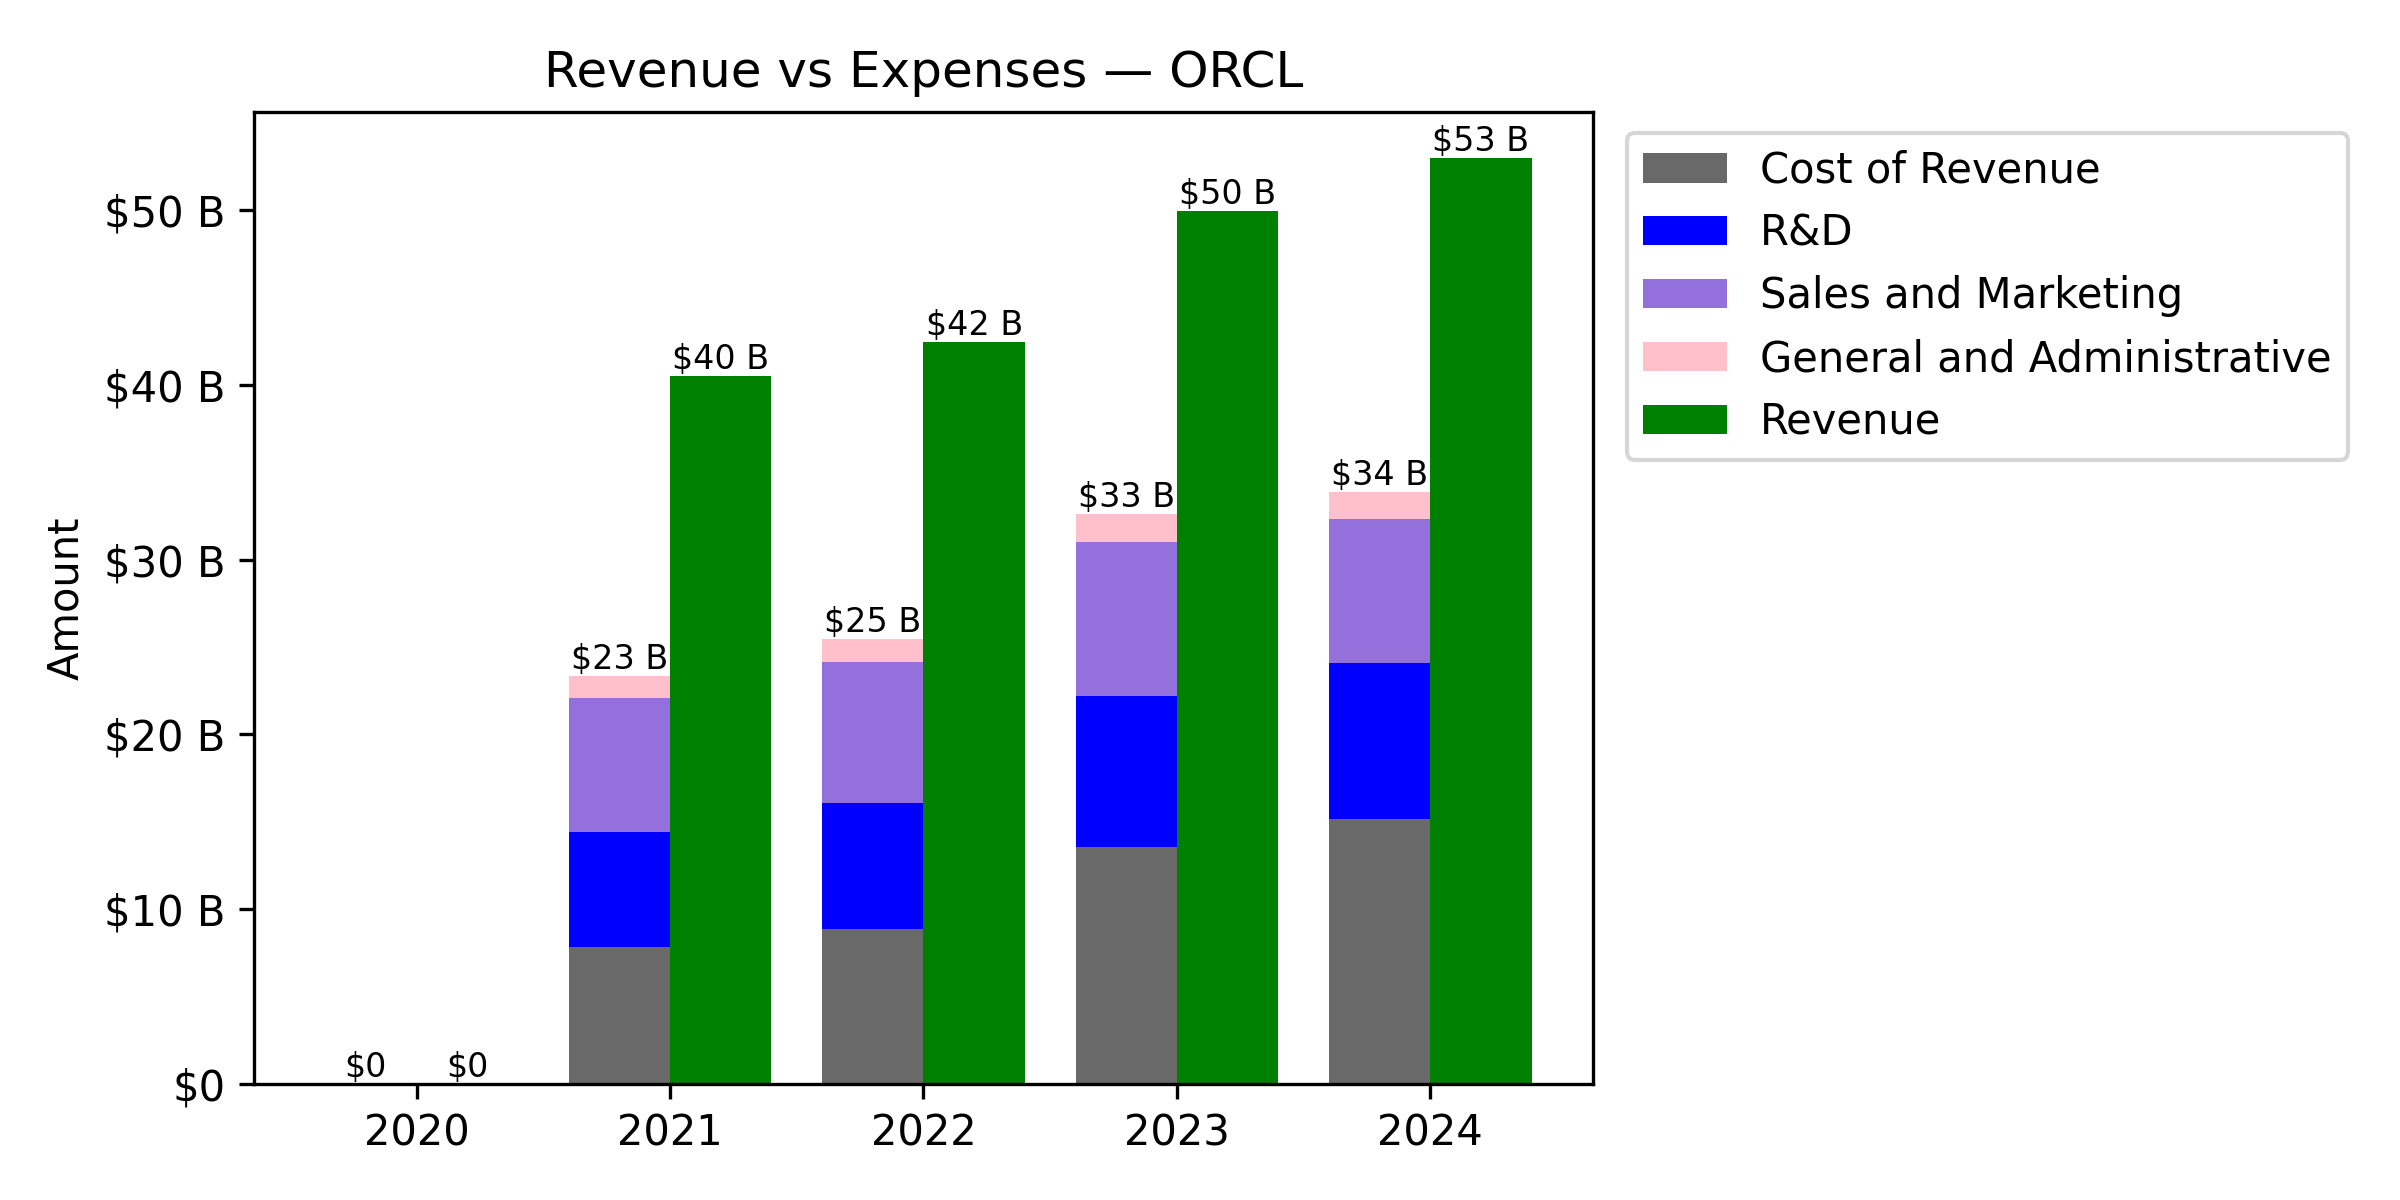 Revenue vs Expenses — ORCL
Amount
$50 B
$40 B
$30 B
$20 B
$10 B
$0
$0
$0
$23 B
$40 B
$25 B
$42 B
$33 B
$50 B
$34 B
$53 B
2020
2021
2022
2023
2024
Cost of Revenue
R&D
Sales and Marketing
General and Administrative
Revenue